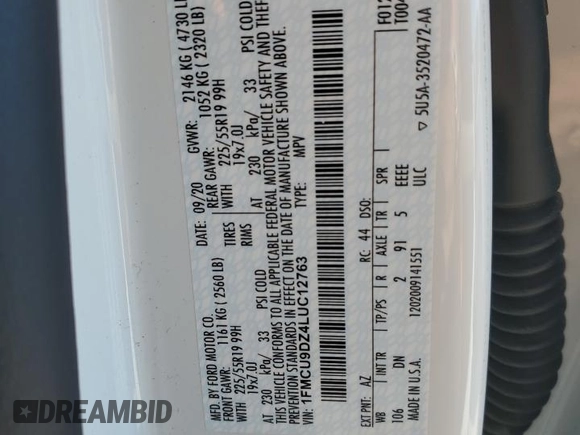 MFD. BY FORD MOTOR CO.
DATE: 09/20 GVWR: 2146 KG ( 4730 L
FRONT GAWR: 1161 KG ( 2560 LB) REAR GAWR: 1052 KG ( 2320 LB)
WITH 225/55R19 99H TIRES WITH 225/55R19 99H
19x7.0J RIMS 19x7.0J
AT 230 kPa/ 33 PSI COLD AT 230 kPa/ 33 PSI COLD
THIS VEHICLE CONFORMS TO ALL APPLICABLE FEDERAL MOTOR VEHICLE SAFETY AND THEFT
PREVENTION STANDARDS IN EFFECT ON THE DATE OF MANUFACTURE SHOWN ABOVE.
VIN: 1FMCU9DZ4LUC12763 TYPE: MPV
F012
T004
EXT PNT: AZ RC: 44 DSO:
WB INTTR TP/PS R AXLE TR SPR
106 DN 2 91 5 EEEE
MADE IN U.S.A. 1202009141551 ULC
5U5A-3520472-AA
DREAMBID